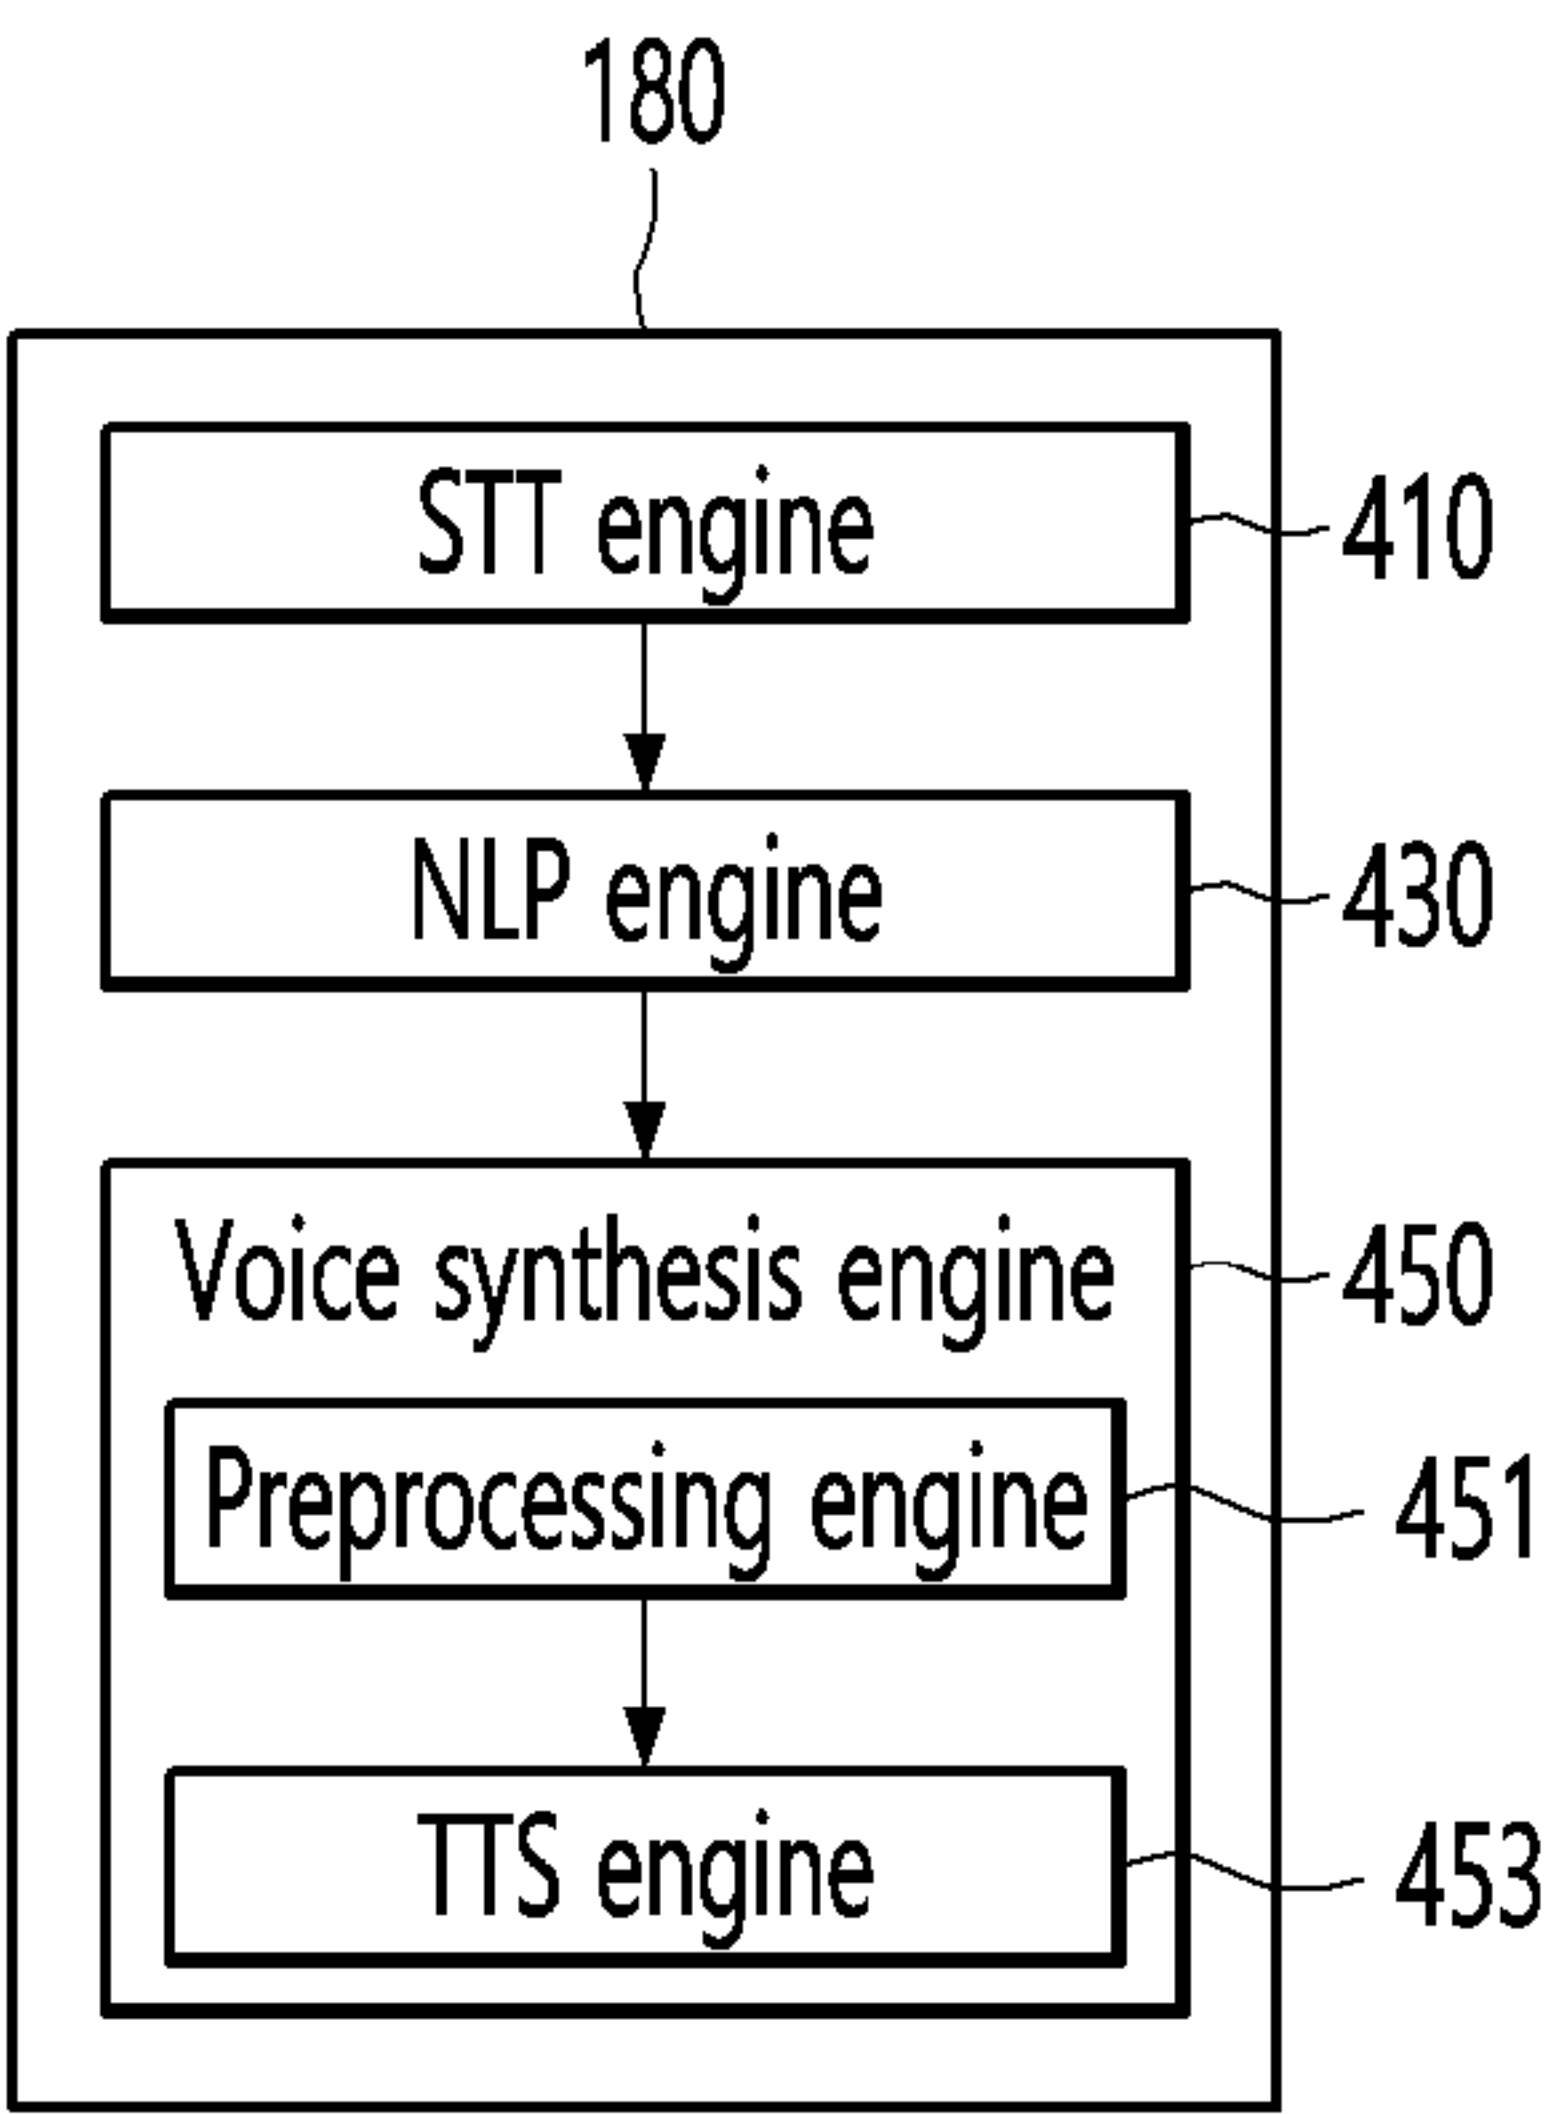 180
STT engine
410
NLP engine
430
Voice synthesis engine
450
Preprocessing engine
451
TTS engine
453